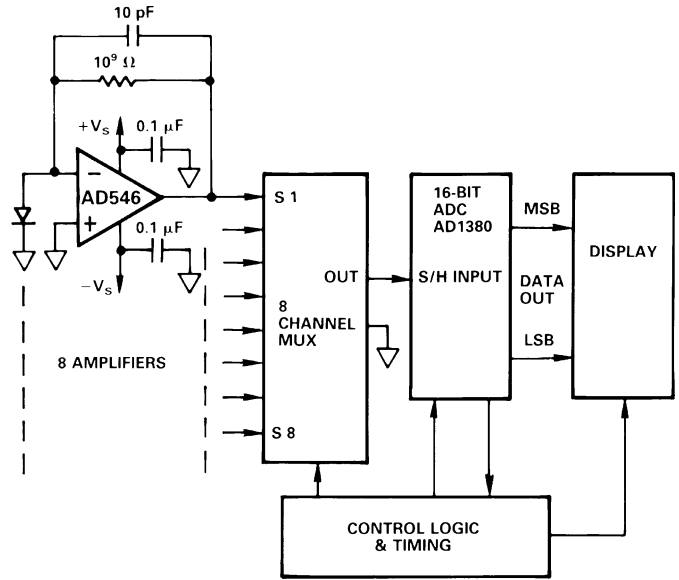 10 pF
10⁹ Ω
+VS
0.1 μF
−
AD546
+
0.1 μF
−VS
8 AMPLIFIERS
S 1
OUT
8
CHANNEL
MUX
S 8
16-BIT
ADC
AD1380
S/H INPUT
MSB
DATA
OUT
LSB
DISPLAY
CONTROL LOGIC
& TIMING